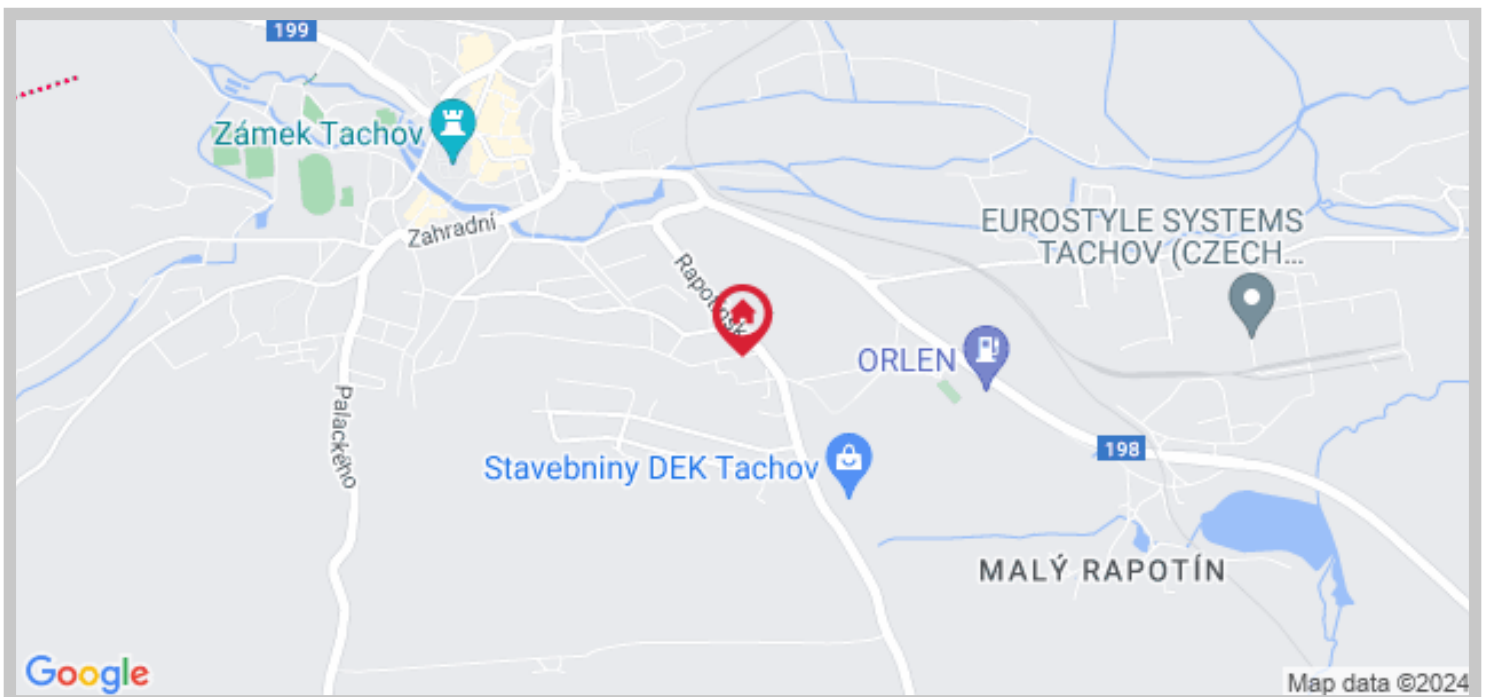 199
Zámek Tachov
Zahradní
EUROSTYLE SYSTEMS
TACHOV (CZECH...
ORLEN
Palackého
198
Stavebniny DEK Tachov
MALÝ RAPOTÍN
Google
Map data ©2024